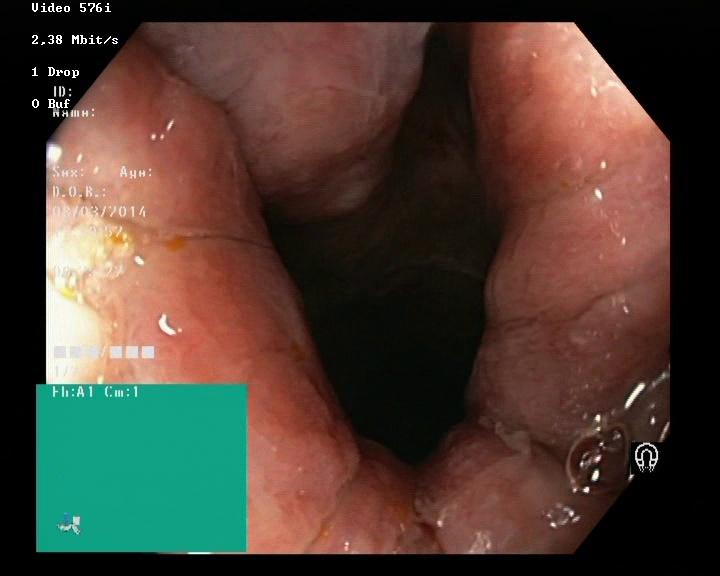 Video 576i
2,38 Mbit/s
1 Drop
ID:
0 Buf
Name:
Sex: Age:
D.O.B.:
08/03/2014
Eh:A1 Cm:1